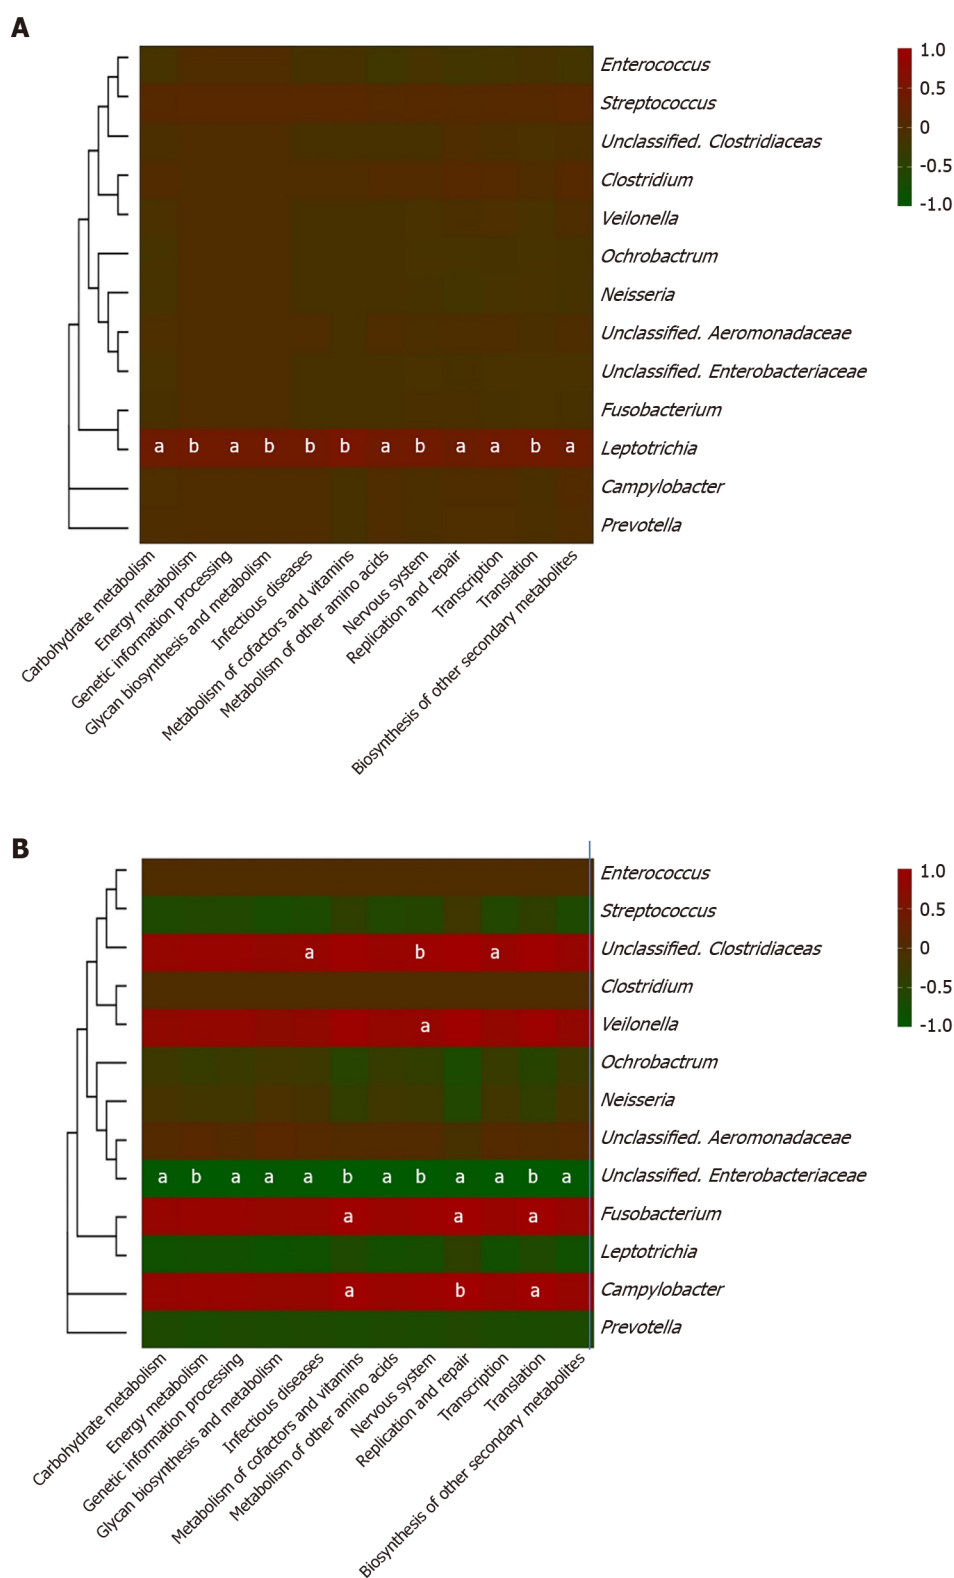 A
Enterococcus
Streptococcus
Unclassified. Clostridiaceas
Clostridium
Veilonella
Ochrobactrum
Neisseria
Unclassified. Aeromonadaceae
Unclassified. Enterobacteriaceae
Fusobacterium
a b a b b b a b a a b a
Leptotrichia
Campylobacter
Prevotella
1.0
0.5
0
-0.5
-1.0
Carbohydrate metabolism
Energy metabolism
Genetic information processing
Glycan biosynthesis and metabolism
Infectious diseases
Metabolism of cofactors and vitamins
Metabolism of other amino acids
Nervous system
Replication and repair
Transcription
Translation
Biosynthesis of other secondary metabolites
B
Enterococcus
Streptococcus
a b a
Unclassified. Clostridiaceas
Clostridium
a
Veilonella
Ochrobactrum
Neisseria
Unclassified. Aeromonadaceae
a b a a a b a b a a b a
Unclassified. Enterobacteriaceae
a a a
Fusobacterium
Leptotrichia
a b a
Campylobacter
Prevotella
1.0
0.5
0
-0.5
-1.0
Carbohydrate metabolism
Energy metabolism
Genetic information processing
Glycan biosynthesis and metabolism
Infectious diseases
Metabolism of cofactors and vitamins
Metabolism of other amino acids
Nervous system
Replication and repair
Transcription
Translation
Biosynthesis of other secondary metabolites